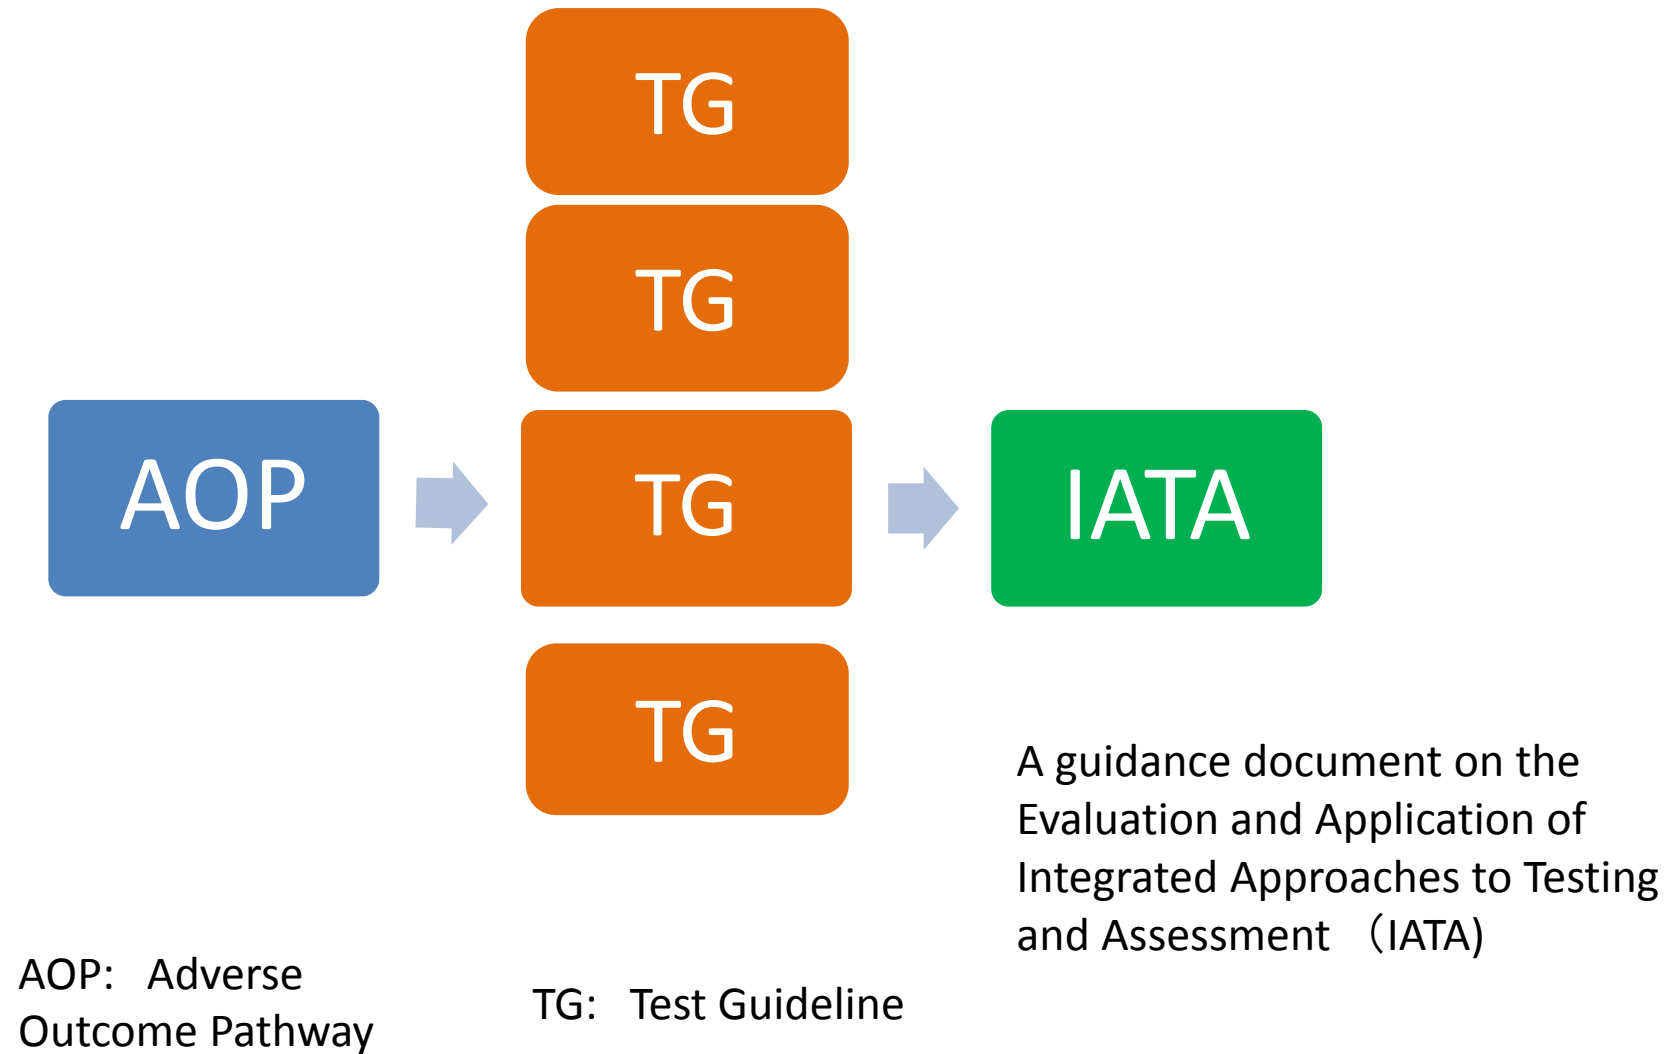 TG
TG
AOP
TG
IATA
TG
A guidance document on the
Evaluation and Application of
Integrated Approaches to Testing
and Assessment （IATA)
AOP: Adverse
Outcome Pathway
TG: Test Guideline